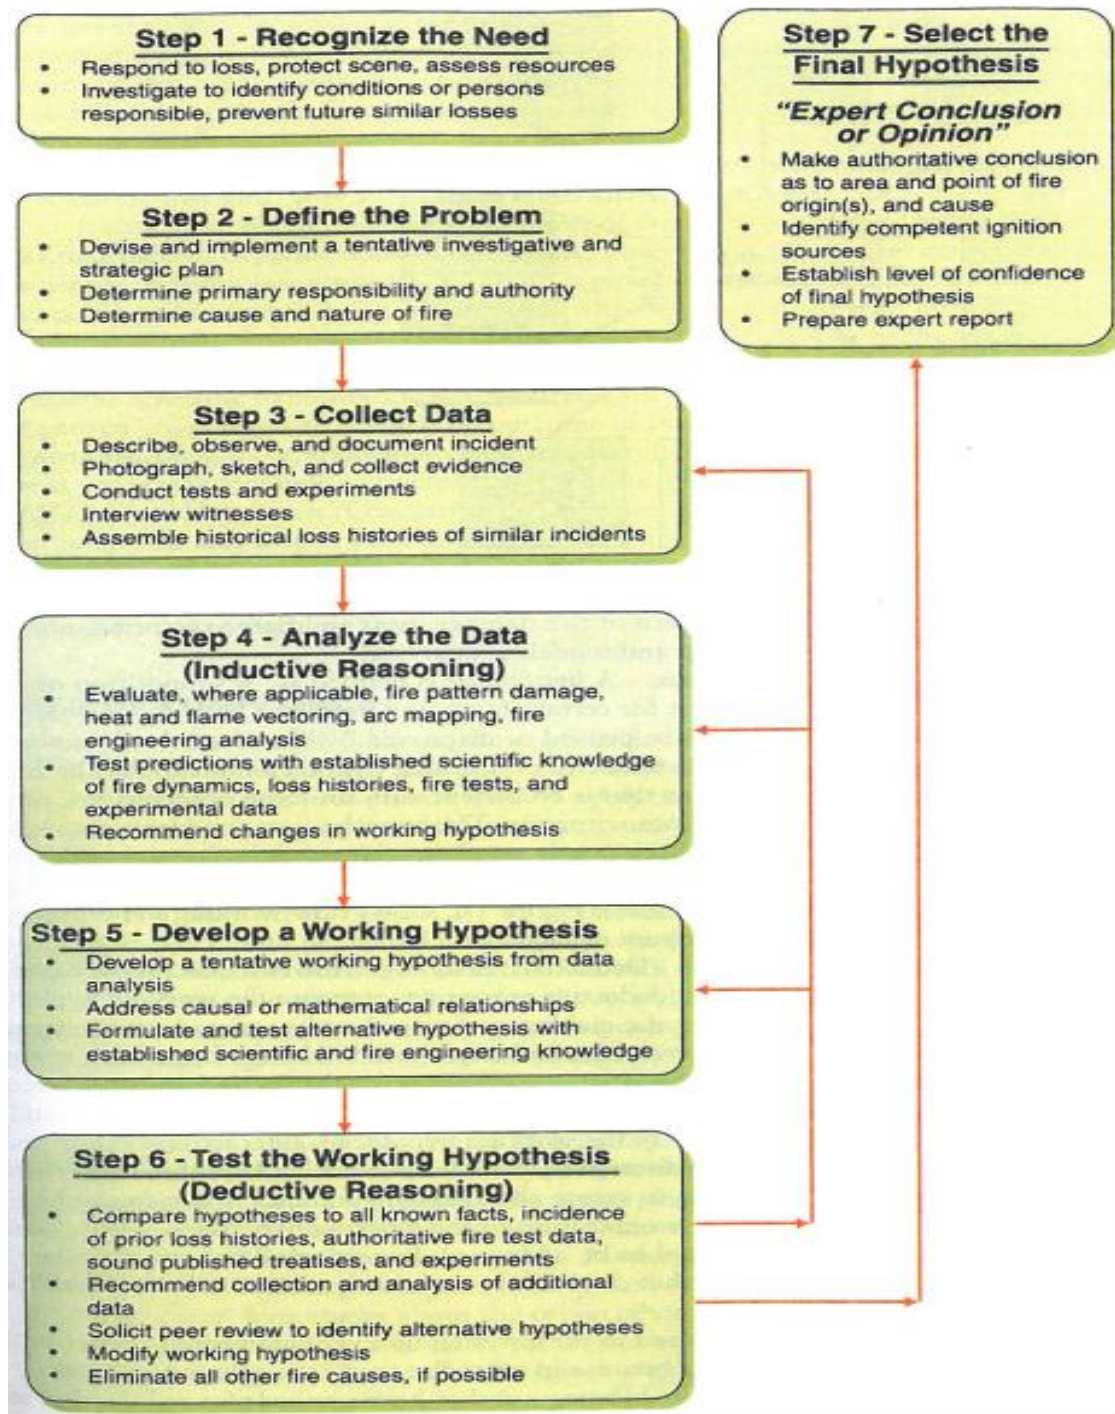 Step 1 - Recognize the Need
• Respond to loss, protect scene, assess resources
• Investigate to identify conditions or persons
responsible, prevent future similar losses
Step 2 - Define the Problem
• Devise and implement a tentative investigative and
strategic plan
• Determine primary responsibility and authority
• Determine cause and nature of fire
Step 3 - Collect Data
• Describe, observe, and document incident
• Photograph, sketch, and collect evidence
• Conduct tests and experiments
• Interview witnesses
• Assemble historical loss histories of similar incidents
Step 4 - Analyze the Data
(Inductive Reasoning)
• Evaluate, where applicable, fire pattern damage,
heat and flame vectoring, arc mapping, fire
engineering analysis
• Test predictions with established scientific knowledge
of fire dynamics, loss histories, fire tests, and
experimental data
• Recommend changes in working hypothesis
Step 5 - Develop a Working Hypothesis
• Develop a tentative working hypothesis from data
analysis
• Address causal or mathematical relationships
• Formulate and test alternative hypothesis with
established scientific and fire engineering knowledge
Step 6 - Test the Working Hypothesis
(Deductive Reasoning)
• Compare hypotheses to all known facts, incidence
of prior loss histories, authoritative fire test data,
sound published treatises, and experiments
• Recommend collection and analysis of additional
data
• Solicit peer review to identify alternative hypotheses
• Modify working hypothesis
• Eliminate all other fire causes, if possible
Step 7 - Select the
Final Hypothesis
"Expert Conclusion
or Opinion"
• Make authoritative conclusion
as to area and point of fire
origin(s), and cause
• Identify competent ignition
sources
• Establish level of confidence
of final hypothesis
• Prepare expert report